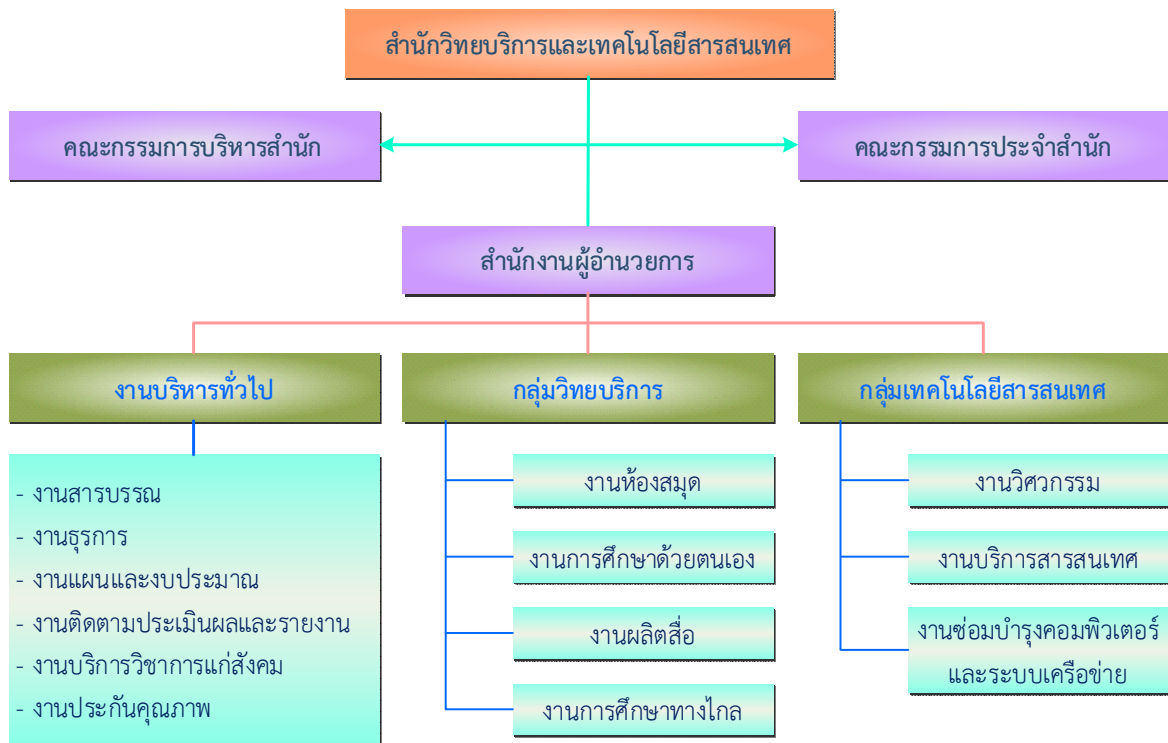 สำนักวิทยบริการและเทคโนโลยีสารสนเทศ
คณะกรรมการบริหารสำนัก
คณะกรรมการประจำสำนัก
สำนักงานผู้อำนวยการ
งานบริหารทั่วไป
- งานสารบรรณ
- งานธุรการ
- งานแผนและงบประมาณ
- งานติดตามประเมินผลและรายงาน
- งานบริการวิชาการแก่สังคม
- งานประกันคุณภาพ
กลุ่มวิทยบริการ
งานห้องสมุด
งานการศึกษาด้วยตนเอง
งานผลิตสื่อ
งานการศึกษาทางไกล
กลุ่มเทคโนโลยีสารสนเทศ
งานวิศวกรรม
งานบริการสารสนเทศ
งานซ่อมบำรุงคอมพิวเตอร์
และระบบเครือข่าย